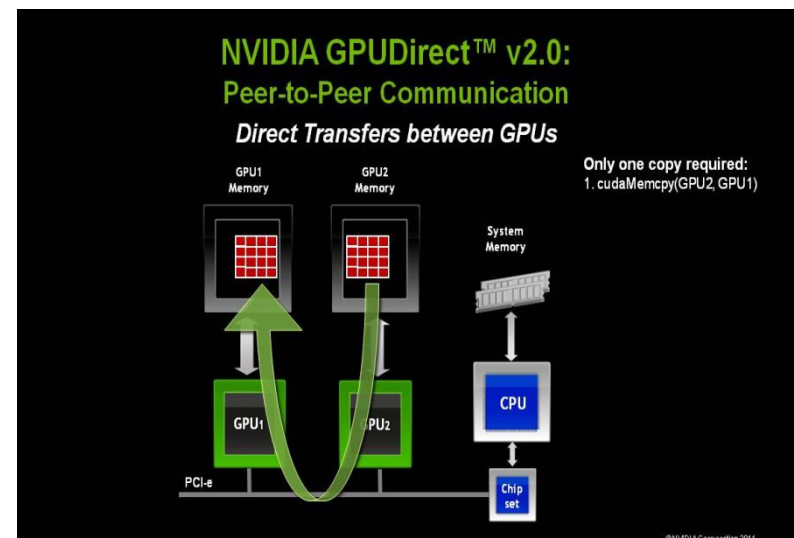 NVIDIA GPUDirect™ v2.0:
Peer-to-Peer Communication
Direct Transfers between GPUs
Only one copy required:
1. cudaMemcpy(GPU2, GPU1)
GPU1
Memory
GPU2
Memory
System
Memory
GPU1
GPU2
CPU
PCI-e
Chip
set